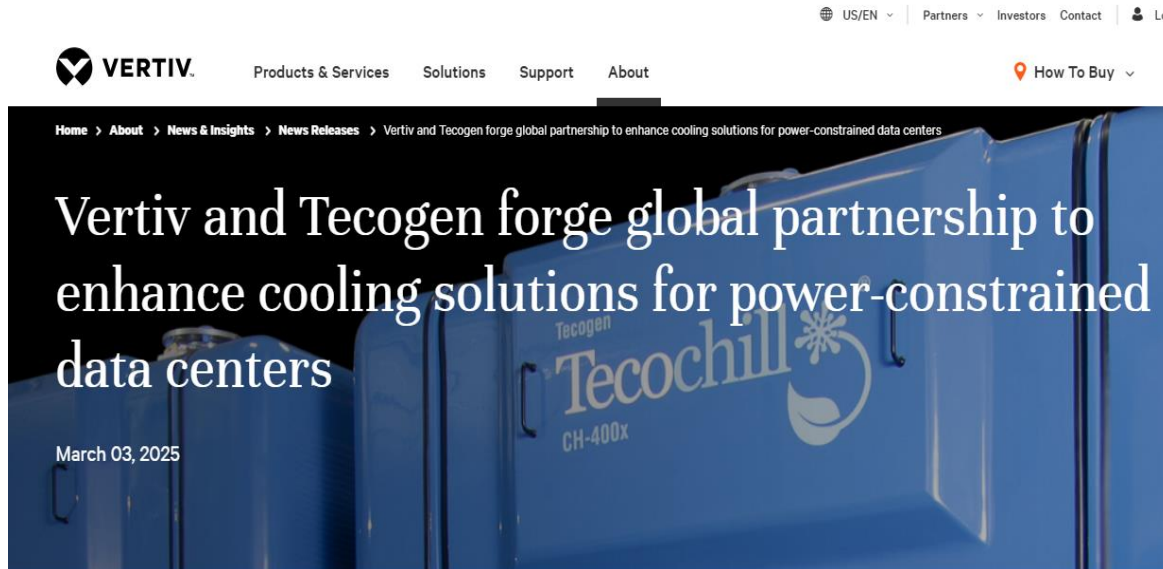 US/EN
Partners
Investors
Contact
VERTIV™
Products & Services
Solutions
Support
About
How To Buy
Home > About > News & Insights > News Releases > Vertiv and Tecogen forge global partnership to enhance cooling solutions for power-constrained data centers
Vertiv and Tecogen forge global partnership to
enhance cooling solutions for power-constrained
data centers
March 03, 2025
Tecogen
Tecochill®
CH-400x